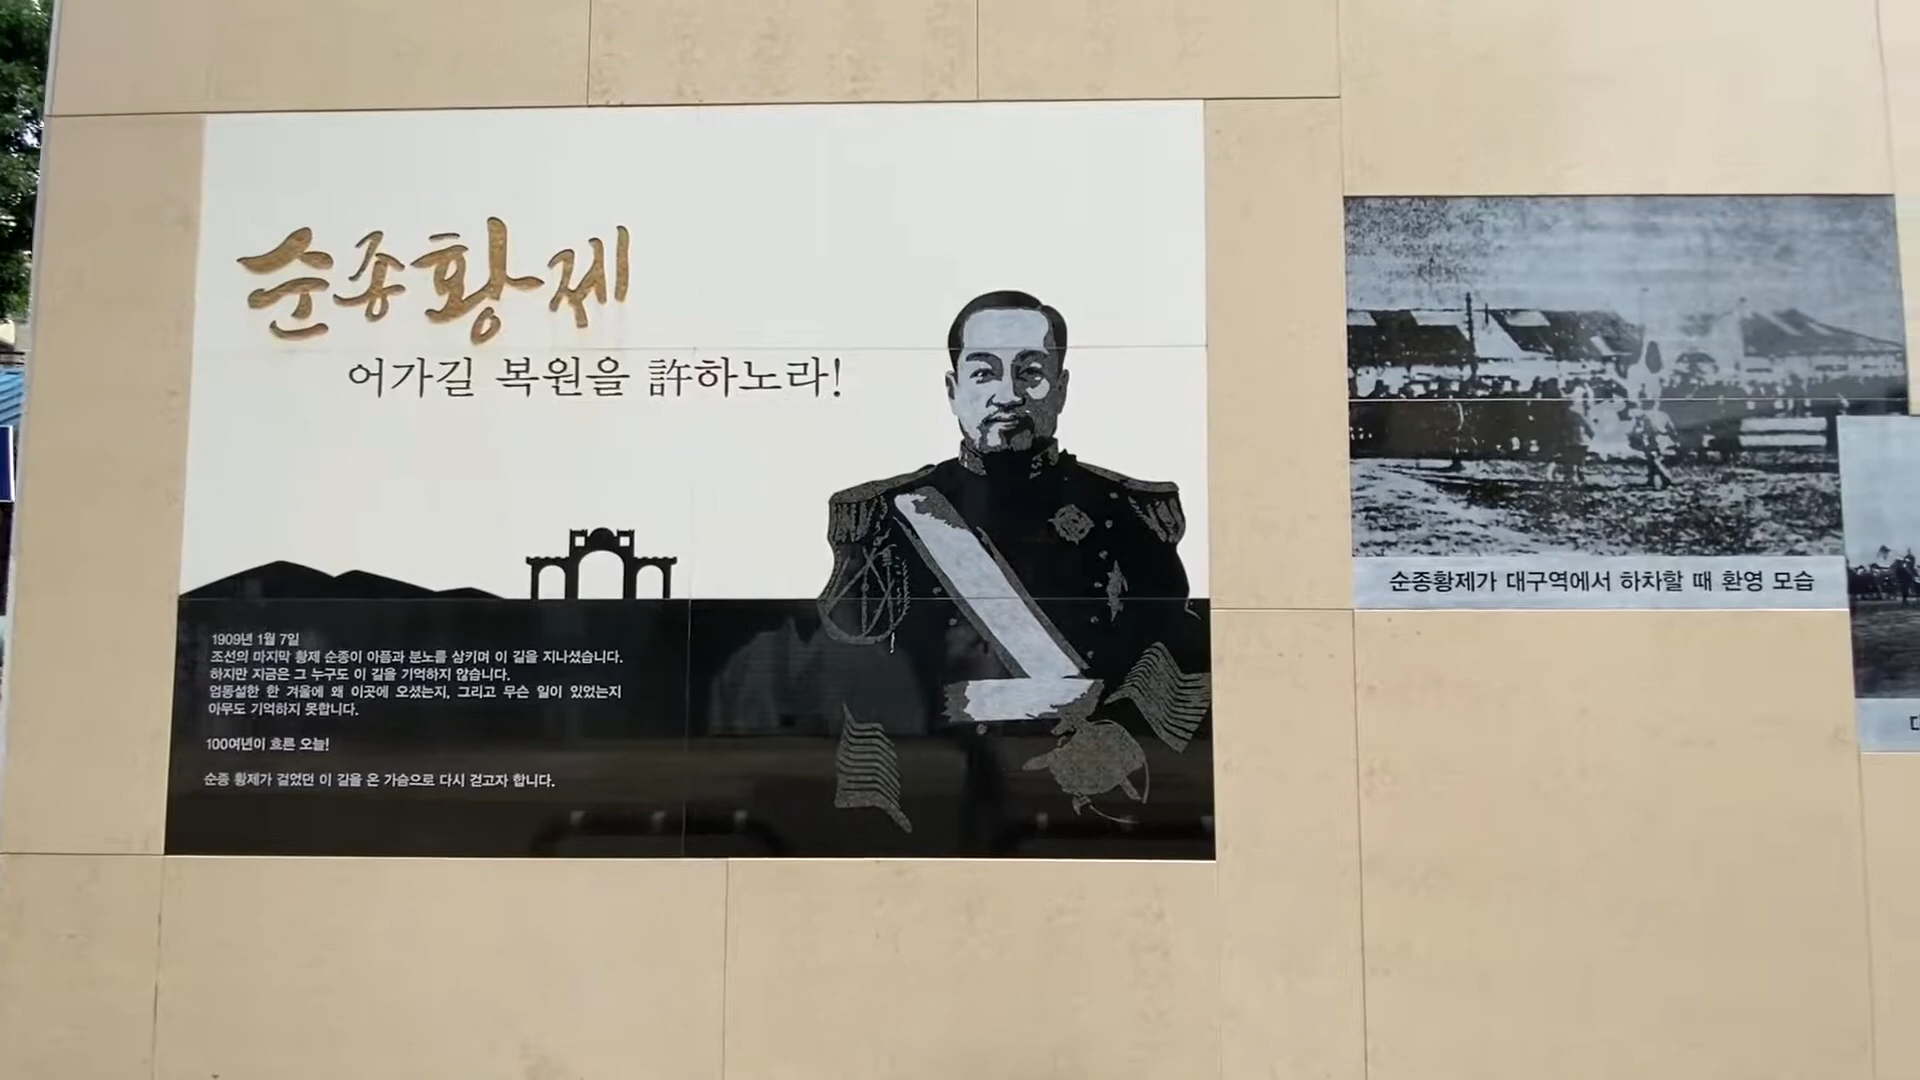 순종황제
어가길 복원을 許하노라!
1909년 1월 7일
조선의 마지막 황제 순종이 아픔과 분노를 삼키며 이 길을 지나셨습니다.
하지만 지금은 그 누구도 이 길을 기억하지 않습니다.
엄동설한 한 겨울에 왜 이곳에 오셨는지, 그리고 무슨 일이 있었는지
아무도 기억하지 못합니다.
100여년이 흐른 오늘!
순종 황제가 걸었던 이 길을 온 가슴으로 다시 걷고자 합니다.
순종황제가 대구역에서 하차할 때 환영 모습